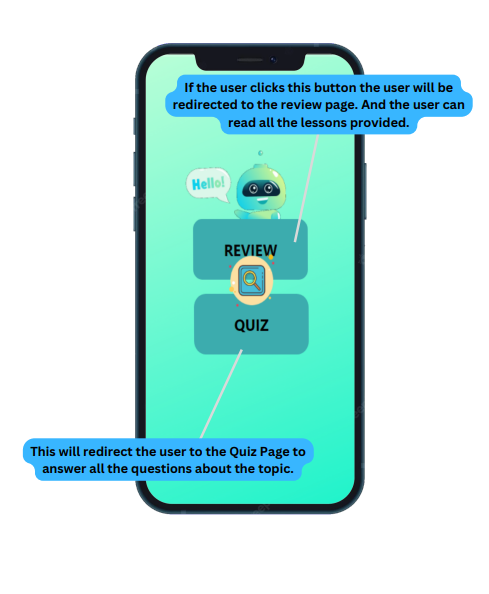 If the user clicks this button the user will be
redirected to the review page. And the user can
read all the lessons provided.
Hello!
REVIEW
QUIZ
This will redirect the user to the Quiz Page to
answer all the questions about the topic.